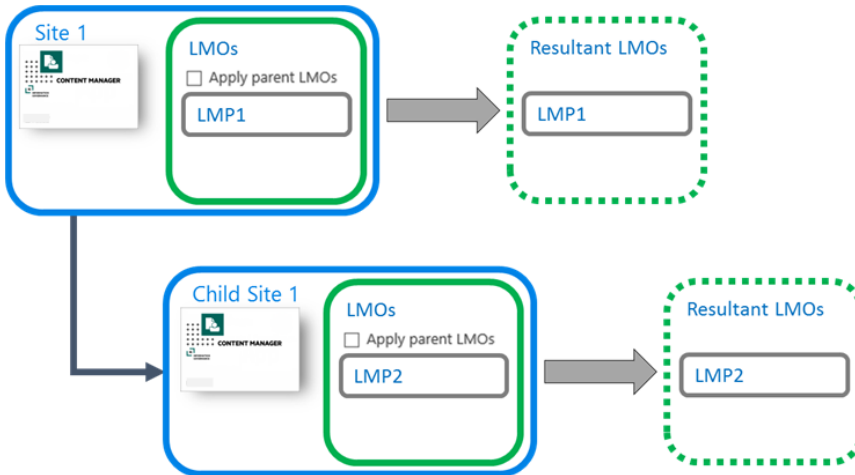 Site 1
CONTENT MANAGER
LMOs
Apply parent LMOs
LMP1
Resultant LMOs
LMP1
Child Site 1
CONTENT MANAGER
LMOs
Apply parent LMOs
LMP2
Resultant LMOs
LMP2